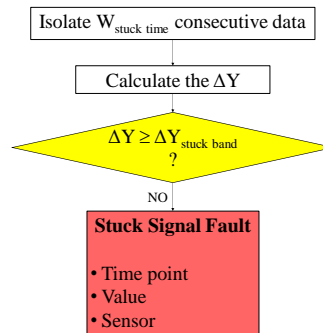 Isolate W_stuck time consecutive data
Calculate the ΔY
ΔY ≥ ΔY_stuck band
?
NO
Stuck Signal Fault
• Time point
• Value
• Sensor